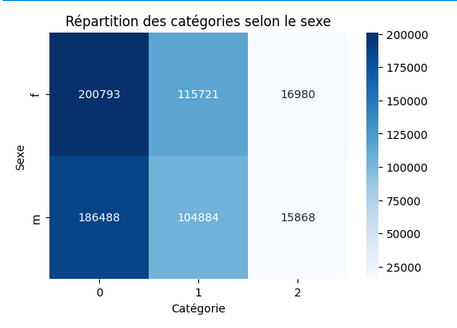 Répartition des catégories selon le sexe
200000
175000
150000
125000
100000
75000
50000
25000
Sexe
f
200793 115721 16980
m
186488 104884 15868
0 1 2
Catégorie